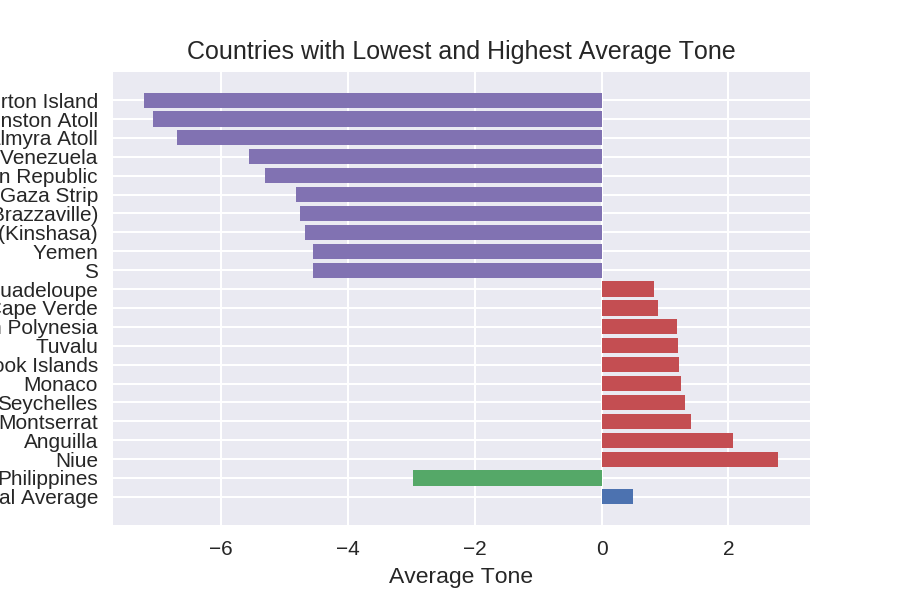 Countries with Lowest and Highest Average Tone
rton Island
nston Atoll
lmyra Atoll
Venezuela
n Republic
Gaza Strip
Brazzaville)
(Kinshasa)
Yemen
S
uadeloupe
Cape Verde
n Polynesia
Tuvalu
ook Islands
Monaco
Seychelles
Montserrat
Anguilla
Niue
Philippines
al Average
−6 −4 −2 0 2
Average Tone